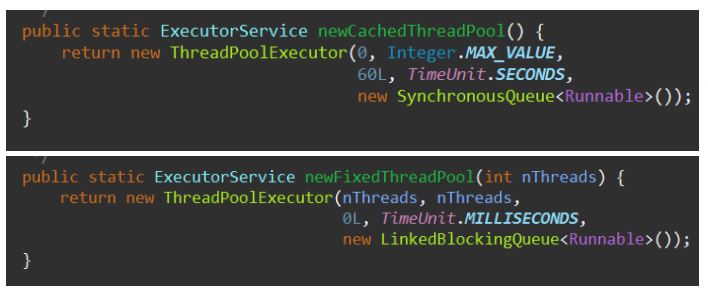 public static ExecutorService newCachedThreadPool() {
return new ThreadPoolExecutor(0, Integer.MAX_VALUE,
60L, TimeUnit.SECONDS,
new SynchronousQueue<Runnable>());
}
*/
public static ExecutorService newFixedThreadPool(int nThreads) {
return new ThreadPoolExecutor(nThreads, nThreads,
0L, TimeUnit.MILLISECONDS,
new LinkedBlockingQueue<Runnable>());
}